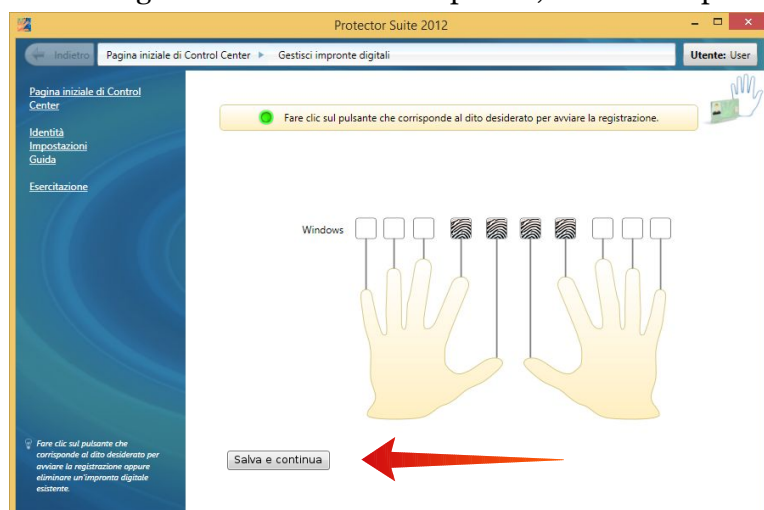 Protector Suite 2012
Indietro Pagina iniziale di Control Center Gestisci impronte digitali Utente: User
Pagina iniziale di Control
Center
Identità
Impostazioni
Guida
Esercitazione
Fare clic sul pulsante che corrisponde al dito desiderato per avviare la registrazione.
Windows
Fare clic sul pulsante che
corrisponde al dito desiderato per
avviare la registrazione oppure
eliminare un'impronta digitale
esistente.
Salva e continua